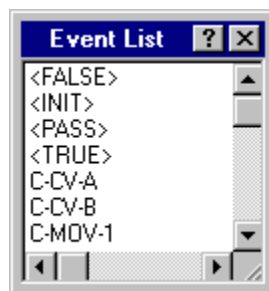 Event List ? ×
<FALSE>
<INIT>
<PASS>
<TRUE>
C-CV-A
C-CV-B
C-MOV-1